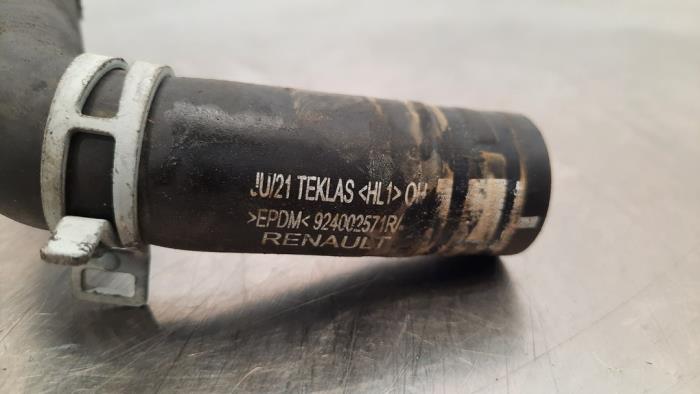 JU/21 TEKLAS <HL1> OH
>EPDM< 924002571R
RENAULT